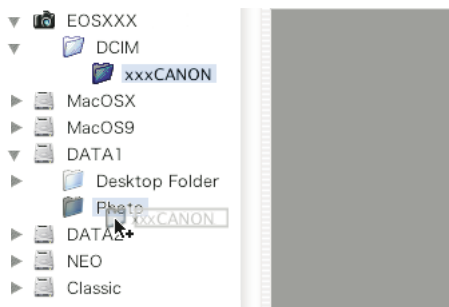 EOSXXX
DCIM
xxxCANON
MacOSX
MacOS9
DATA1
Desktop Folder
Photo
xxxCANON
DATA2
NEO
Classic